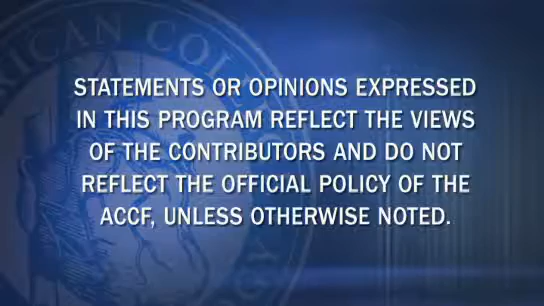 STATEMENTS OR OPINIONS EXPRESSED
IN THIS PROGRAM REFLECT THE VIEWS
OF THE CONTRIBUTORS AND DO NOT
REFLECT THE OFFICIAL POLICY OF THE
ACCF, UNLESS OTHERWISE NOTED.